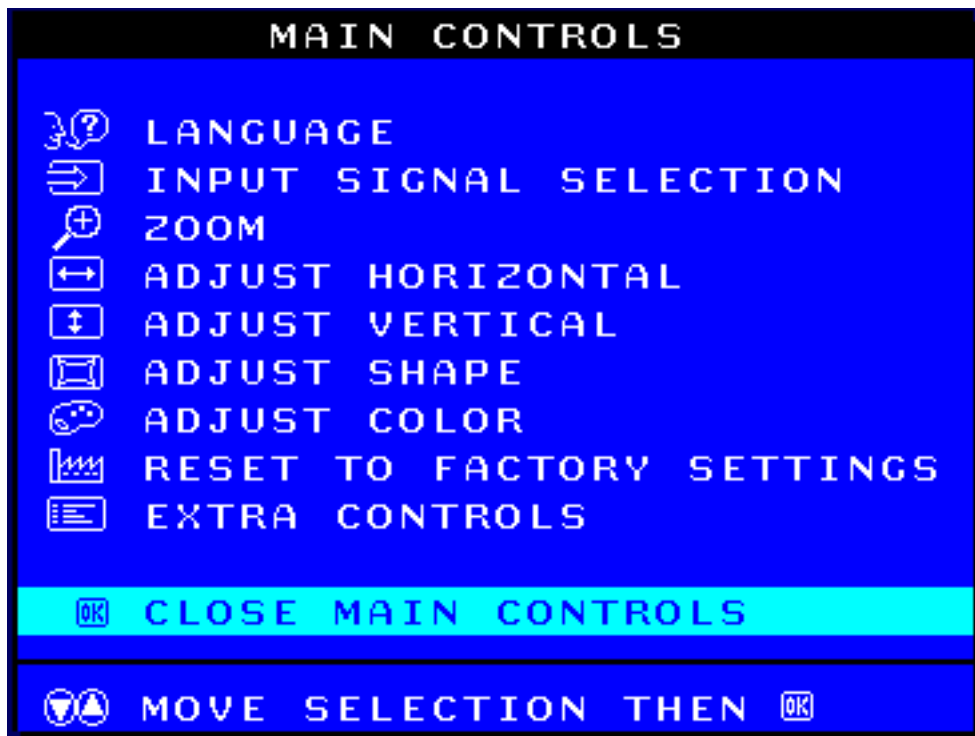 MAIN CONTROLS
? LANGUAGE
INPUT SIGNAL SELECTION
ZOOM
ADJUST HORIZONTAL
ADJUST VERTICAL
ADJUST SHAPE
ADJUST COLOR
RESET TO FACTORY SETTINGS
EXTRA CONTROLS
OK CLOSE MAIN CONTROLS
MOVE SELECTION THEN OK